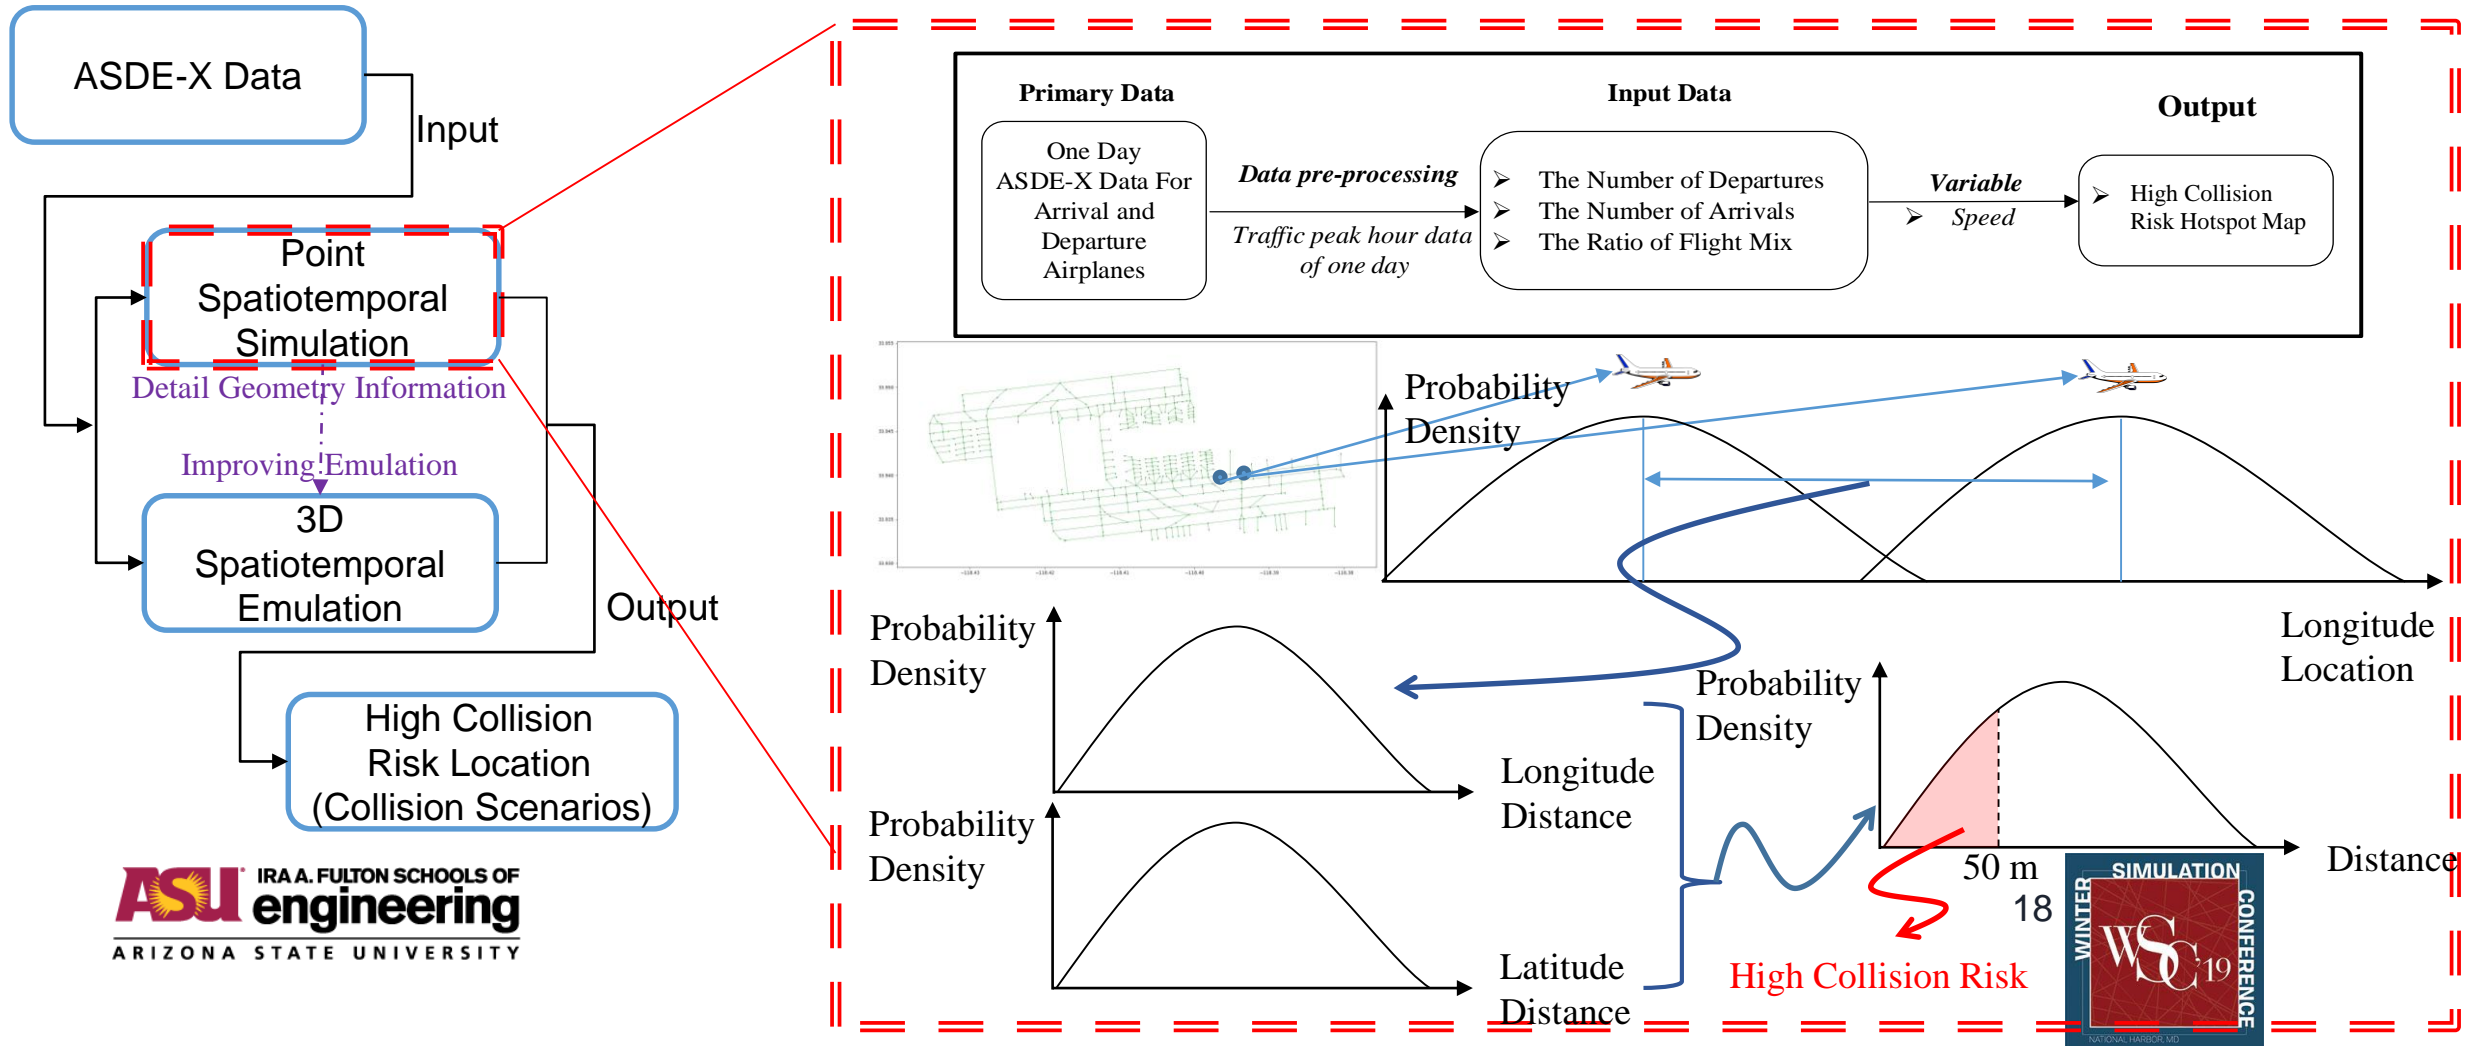 ASDE-X Data
Input
Point
Spatiotemporal
Simulation
Detail Geometry Information
Improving Emulation
3D
Spatiotemporal
Emulation
Output
High Collision
Risk Location
(Collision Scenarios)
ASU
IRA A. FULTON SCHOOLS OF
engineering
ARIZONA STATE UNIVERSITY
Primary Data
One Day
ASDE-X Data For
Arrival and
Departure
Airplanes
Data pre-processing
Traffic peak hour data
of one day
Input Data
➢ The Number of Departures
➢ The Number of Arrivals
➢ The Ratio of Flight Mix
Variable
➢ Speed
Output
➢ High Collision
Risk Hotspot Map
Probability
Density
Longitude
Location
Probability
Density
Longitude
Distance
Probability
Density
Latitude
Distance
Probability
Density
50 m
Distance
High Collision Risk
18
WINTER
SIMULATION
CONFERENCE
WSC'19
NATIONAL HARBOR, MD